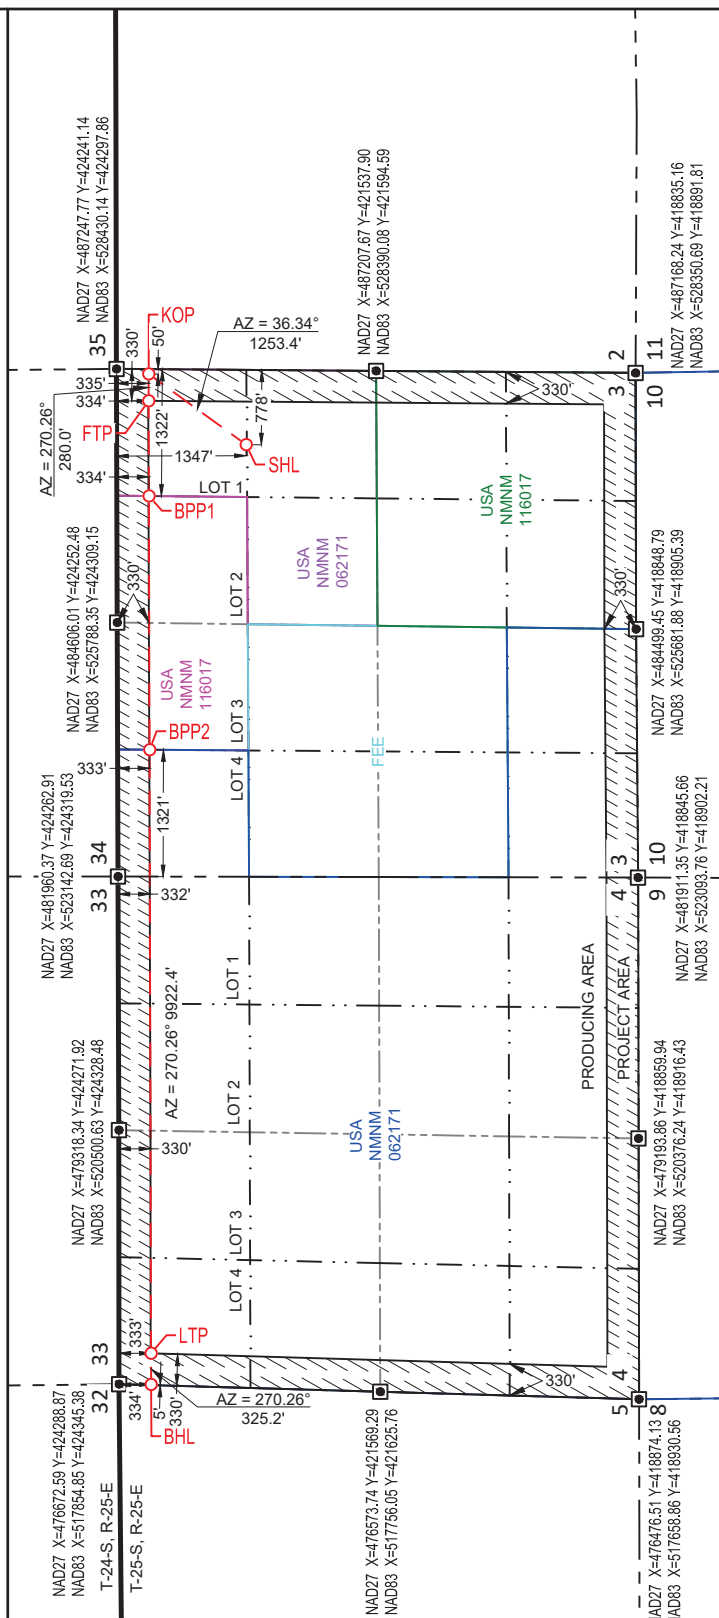 NAD27 X=487247.77 Y=424241.14
NAD83 X=528430.14 Y=424297.86
35
KOP
50'
330'
335'
334'
AZ = 270.26°
280.0'
FTP
1322'
AZ = 36.34°
1253.4'
778'
1347'
SHL
334'
LOT 1
BPP1
NAD27 X=487207.67 Y=421537.90
NAD83 X=528390.08 Y=421594.59
2
11
3
10
330'
NAD27 X=487168.24 Y=418835.16
NAD83 X=528350.69 Y=418891.81
USA
NMNM
116017
USA
NMNM
062171
LOT 2
330'
NAD27 X=484606.01 Y=424252.48
NAD83 X=525788.35 Y=424309.15
USA
NMNM
116017
330'
NAD27 X=484499.45 Y=418848.79
NAD83 X=525681.88 Y=418905.39
LOT 3
BPP2
LOT 4
FEE
333'
1321'
NAD27 X=481960.37 Y=424262.91
NAD83 X=523142.69 Y=424319.53
34
33
332'
3
10
4
9
NAD27 X=481911.35 Y=418845.66
NAD83 X=523093.76 Y=418902.21
LOT 1
PRODUCING AREA
PROJECT AREA
AZ = 270.26° 9922.4'
LOT 2
NAD27 X=479318.34 Y=424271.92
NAD83 X=520500.63 Y=424328.48
330'
USA
NMNM
062171
NAD27 X=479193.86 Y=418859.94
NAD83 X=520376.24 Y=418916.43
LOT 3
LOT 4
33
32
333'
LTP
334'
5'
330'
BHL
AZ = 270.26°
325.2'
330'
4
5
8
NAD27 X=476672.59 Y=424288.87
NAD83 X=517854.85 Y=424345.38
T-24-S, R-25-E
T-25-S, R-25-E
NAD27 X=476573.74 Y=421569.29
NAD83 X=517756.05 Y=421625.76
NAD27 X=476476.51 Y=418874.13
NAD83 X=517658.86 Y=418930.56